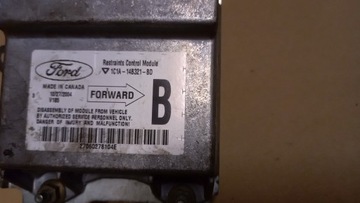 Ford
Restraints Control Module
1C1A-14B321-BD
MADE IN CANADA
FORWARD
B
DISASSEMBLY OF MODULE FROM VEHICLE
BY AUTHORIZED SERVICE PERSONNEL ONLY.
DANGER OF INJURY AND MALFUNCTION!